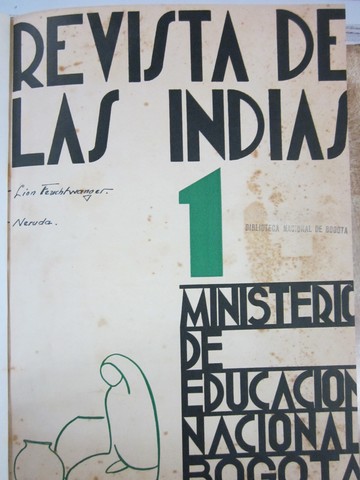 REVISTA DE
LAS INDIAS
- Lion Feuchtwanger.
- Neruda.
1
BIBLIOTECA NACIONAL DE BOGOTA
MINISTERIO
DE
EDUCACION
NACIONAL
BOGOTA